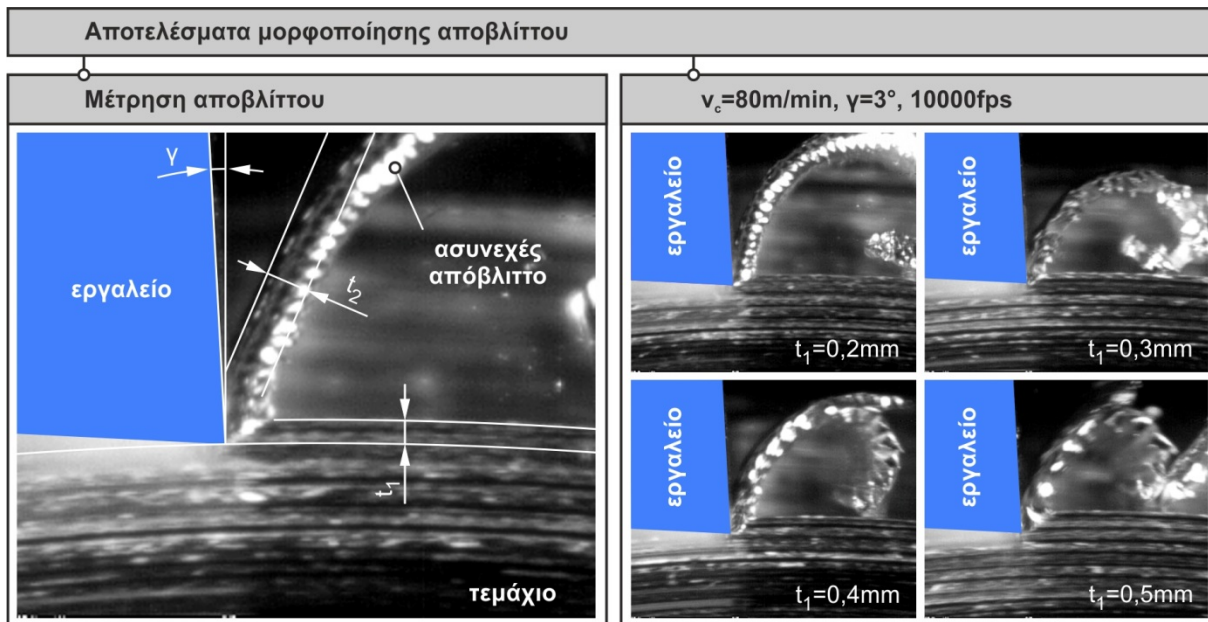 Αποτελέσματα μορφοποίησης αποβλίττου
Μέτρηση αποβλίττου
γ
εργαλείο
ασυνεχές
απόβλιττο
t₂
t₁
τεμάχιο
v꜀=80m/min, γ=3°, 10000fps
εργαλείο
t₁=0,2mm
εργαλείο
t₁=0,3mm
εργαλείο
t₁=0,4mm
εργαλείο
t₁=0,5mm